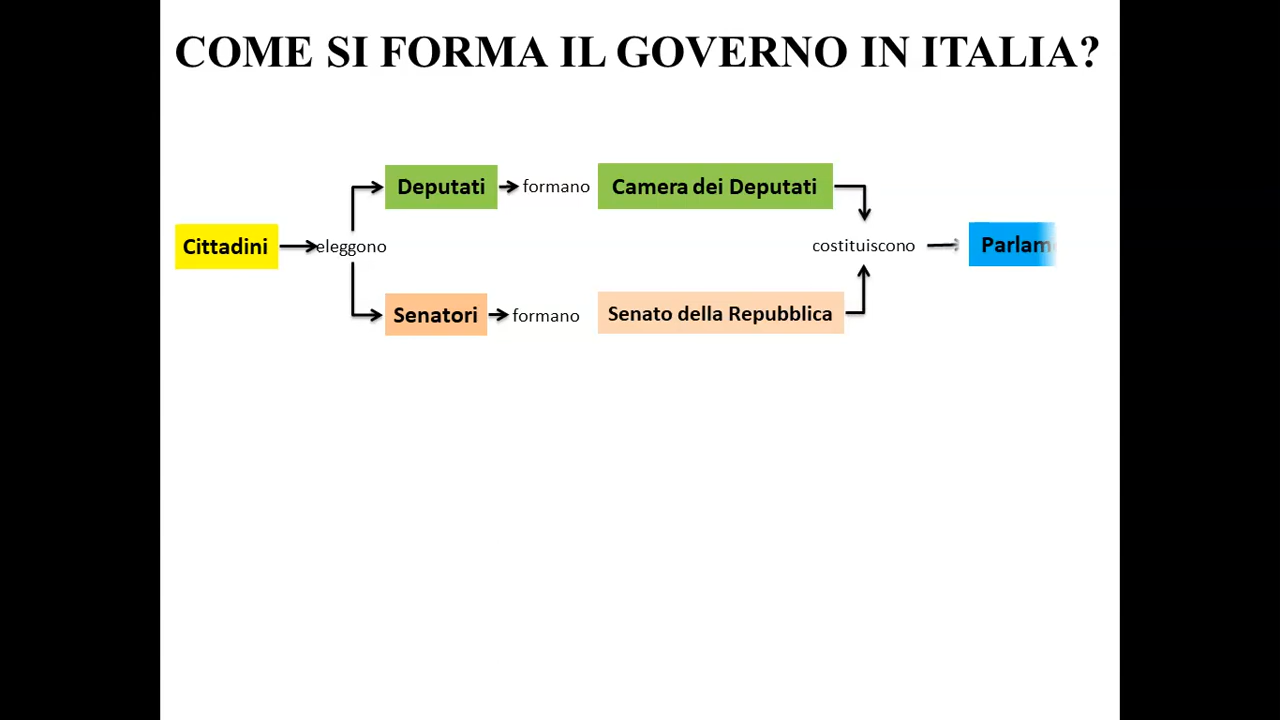 COME SI FORMA IL GOVERNO IN ITALIA?
Deputati formano Camera dei Deputati
Cittadini eleggono costituiscono
Senatori formano Senato della Repubblica